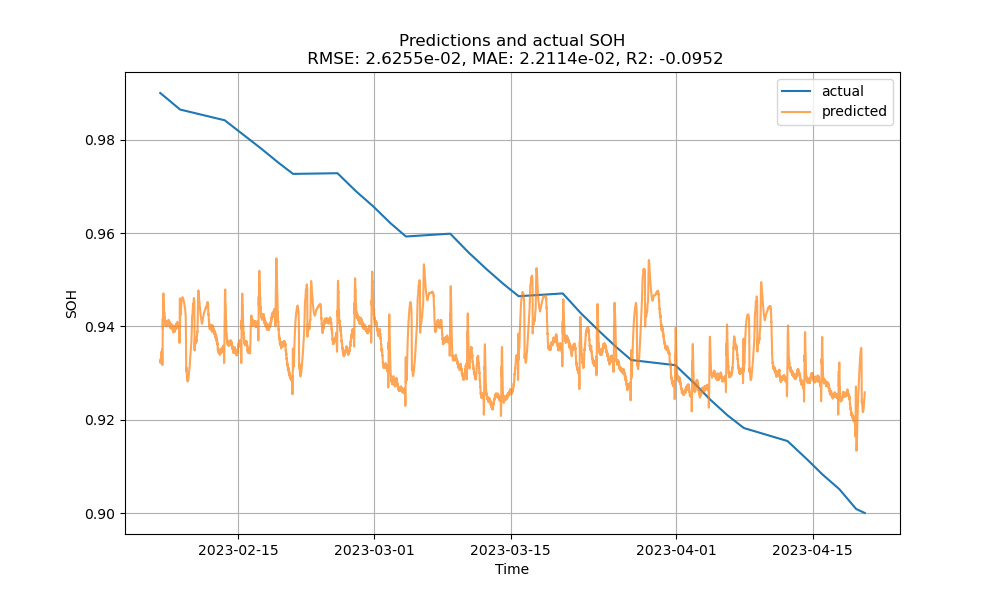 Predictions and actual SOH
RMSE: 2.6255e-02, MAE: 2.2114e-02, R2: -0.0952
actual
predicted
0.98
0.96
0.94
0.92
0.90
SOH
2023-02-15
2023-03-01
2023-03-15
2023-04-01
2023-04-15
Time